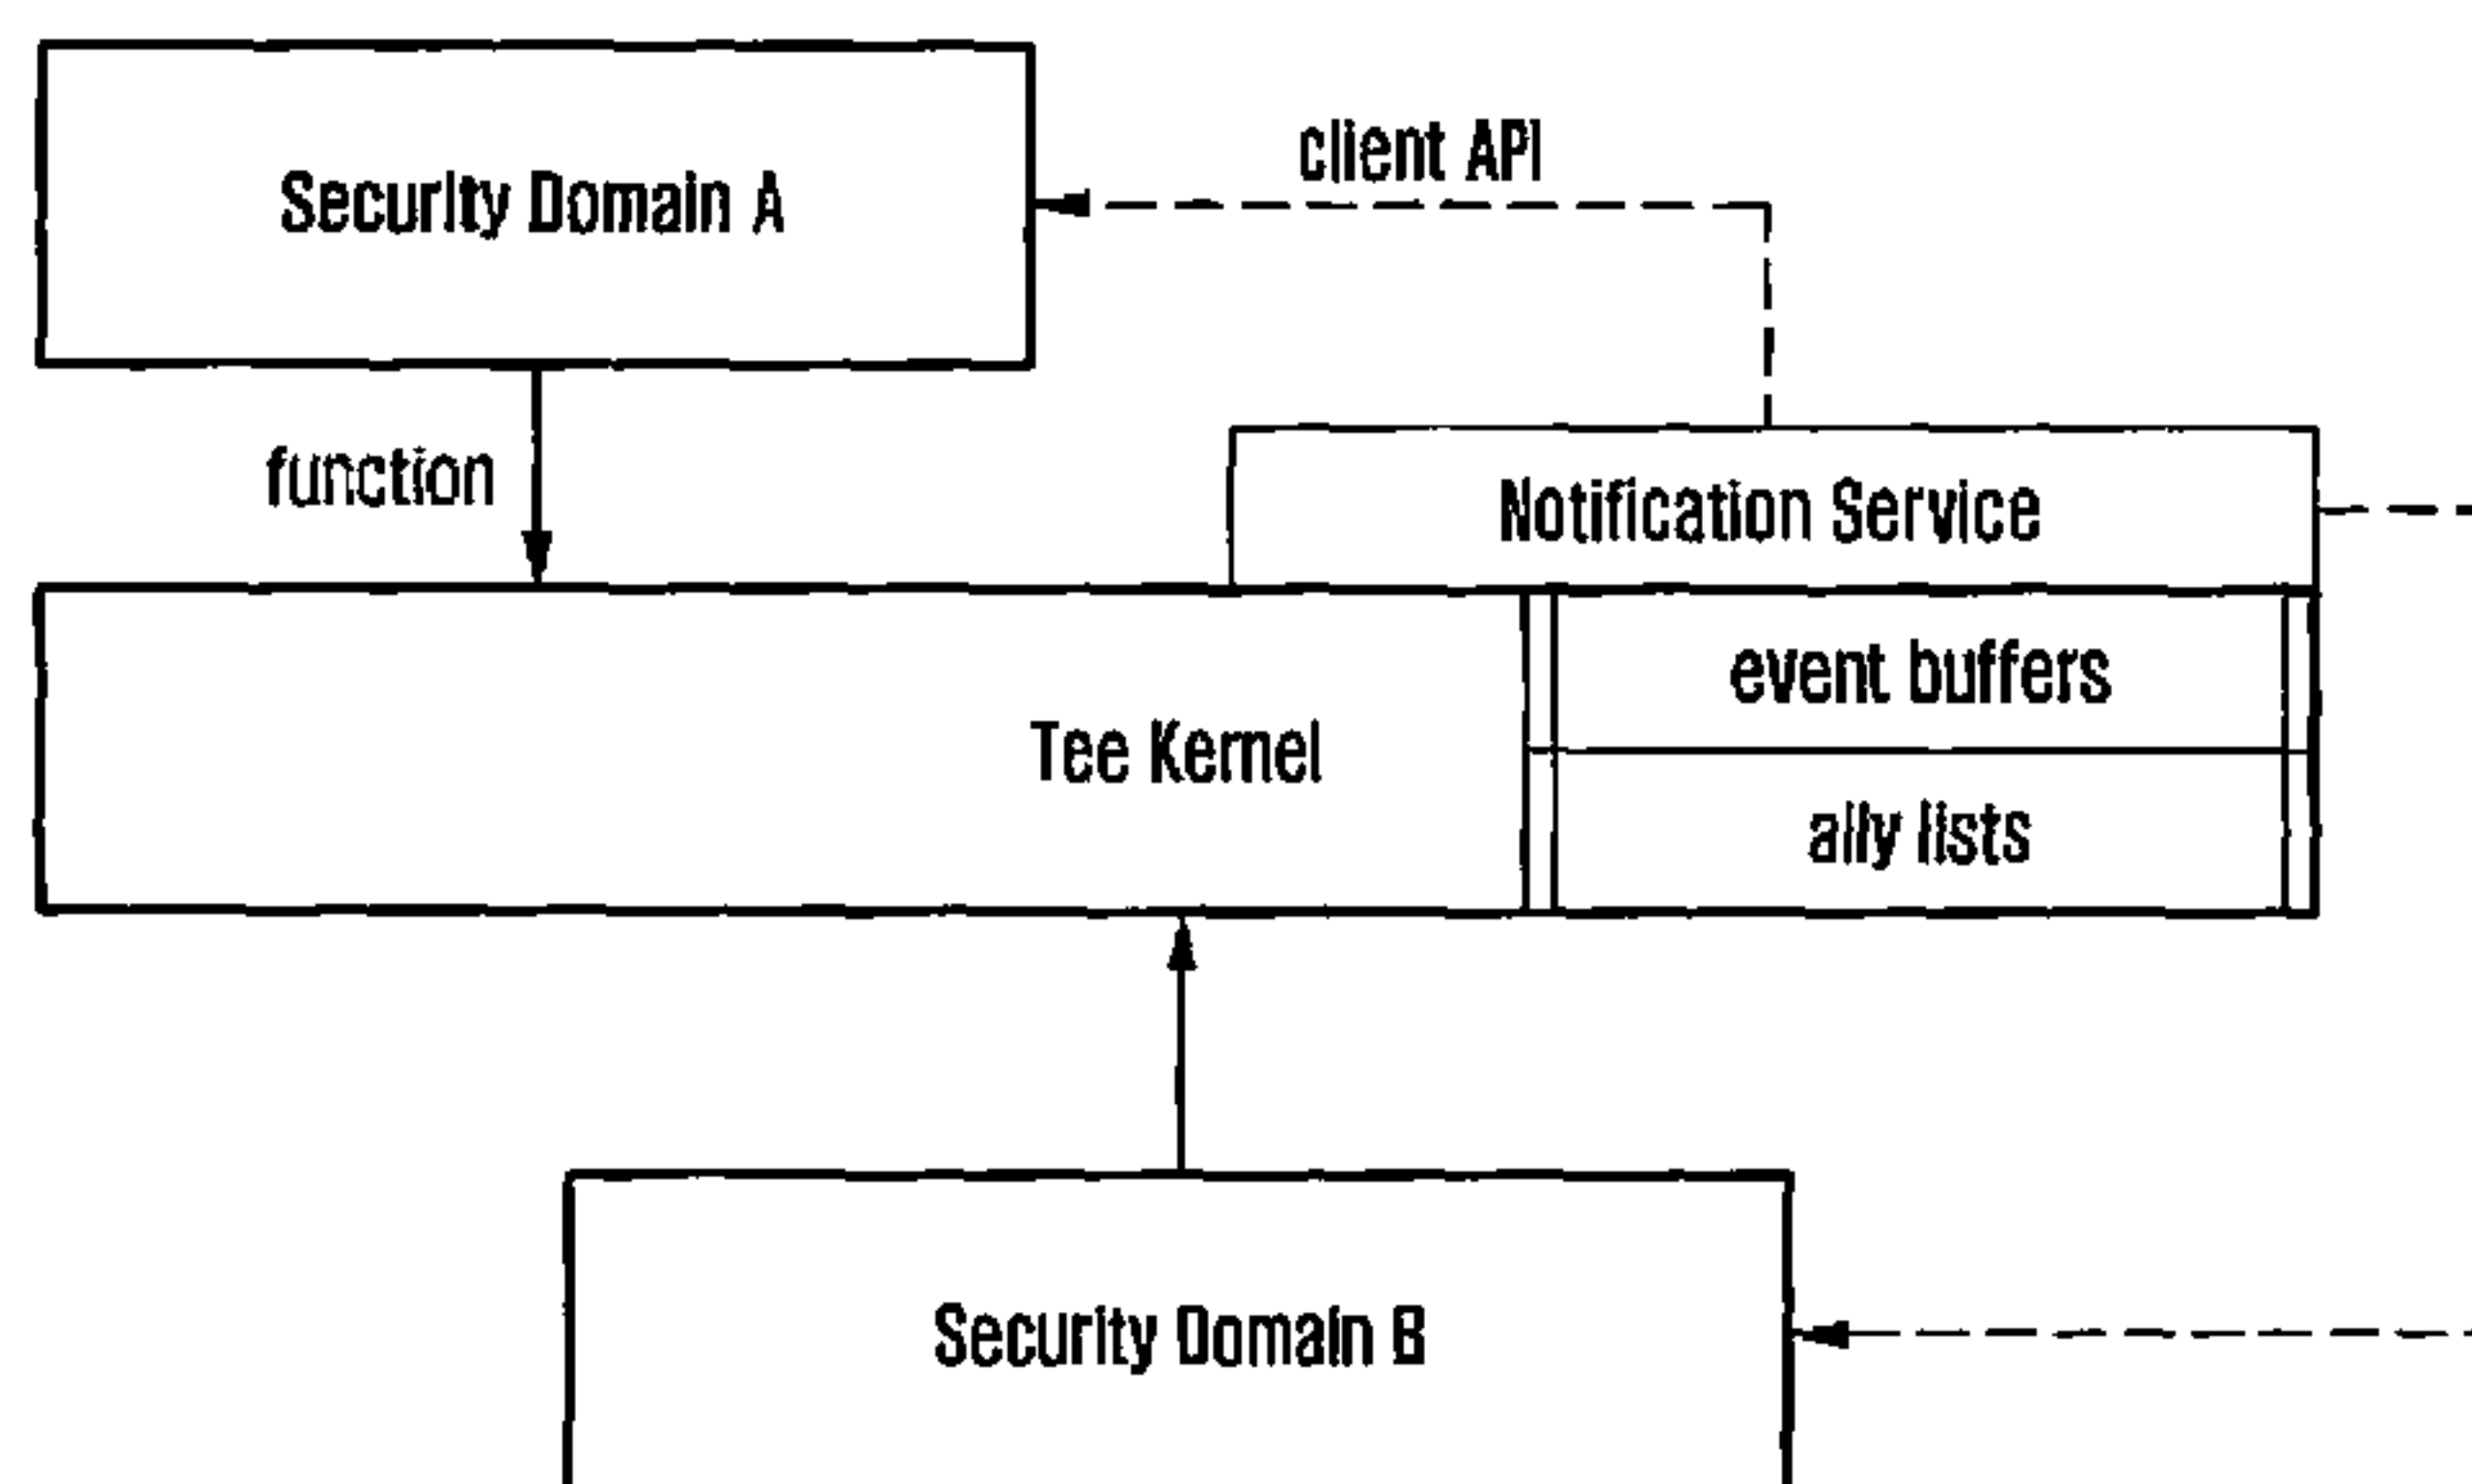 client API
Security Domain A
function
Notification Service
event buffers
Tee Kernel
ally lists
Security Domain B